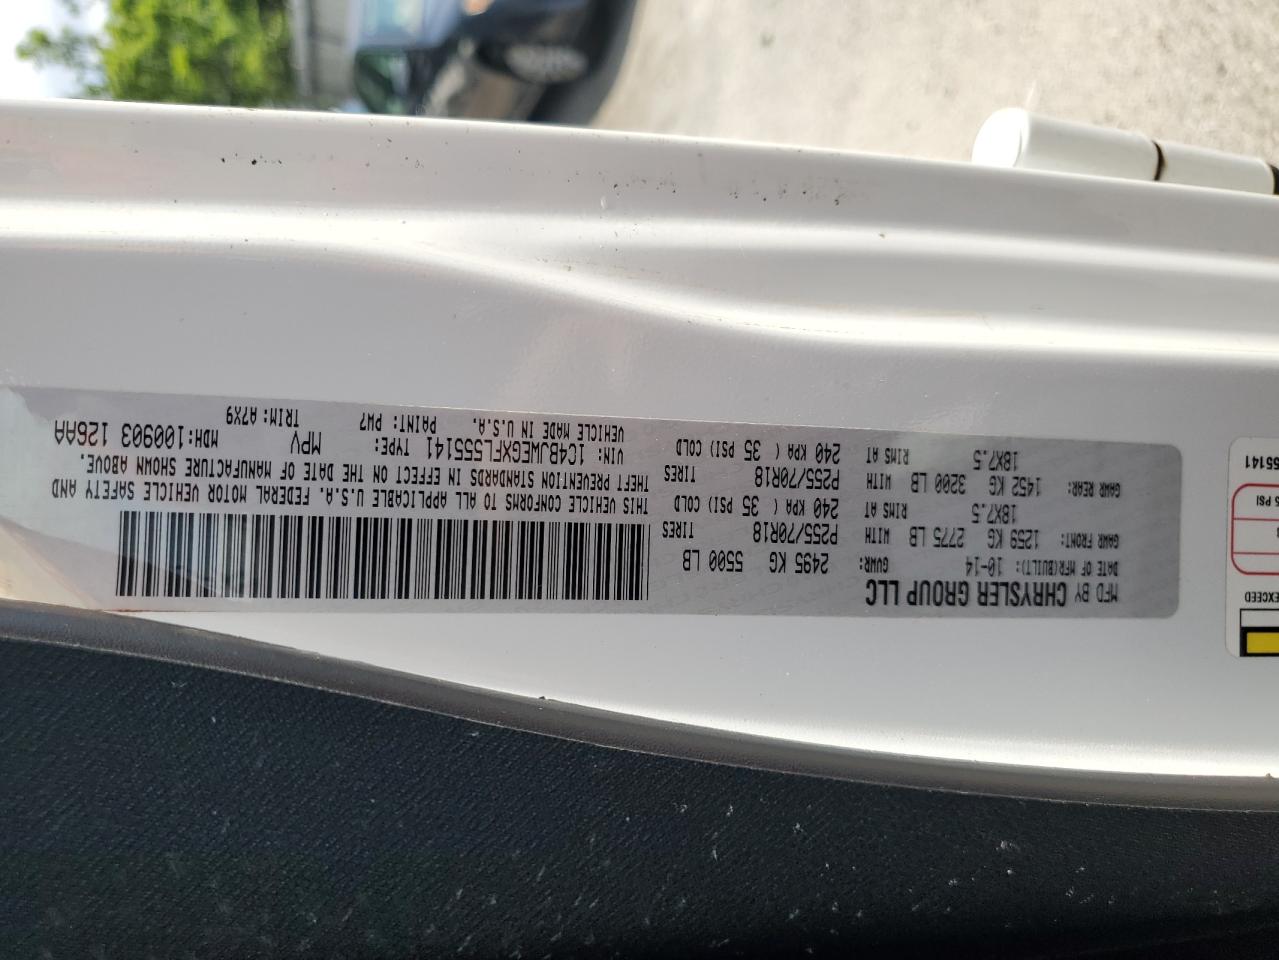 MFD BY CHRYSLER GROUP LLC
DATE OF MFR(BUILT): 10-14 GVWR: 2495 KG 5500 LB
GAWR FRONT: 1259 KG 2775 LB WITH P255/70R18 TIRES
18X7.5 RIMS AT 240 KPA ( 35 PSI) COLD
GAWR REAR: 1452 KG 3200 LB WITH P255/70R18 TIRES
18X7.5 RIMS AT 240 KPA ( 35 PSI) COLD
THIS VEHICLE CONFORMS TO ALL APPLICABLE U.S.A. FEDERAL MOTOR VEHICLE SAFETY AND
THEFT PREVENTION STANDARDS IN EFFECT ON THE DATE OF MANUFACTURE SHOWN ABOVE.
VIN: 1C4BJWEGXFL555141 TYPE: MPV MDH:100903 126AA
VEHICLE MADE IN U.S.A. PAINT: PW7 TRIM: A7X9
EXCEED
PSI
55141